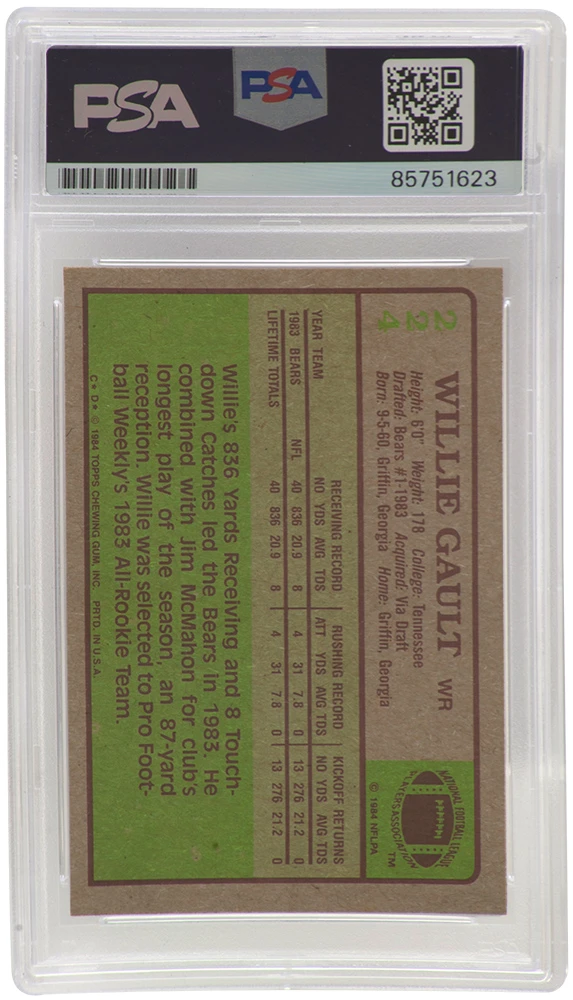 PSA
PSA
85751623
224
WILLIE GAULT WR
Height: 6'0" Weight: 178 College: Tennessee
Drafted: Bears #1-1983 Acquired: Via Draft
Born: 9-5-60, Griffin, Georgia Home: Griffin, Georgia
NATIONAL FOOTBALL LEAGUE
PLAYERS ASSOCIATION
TM
© 1984 NFLPA
RECEIVING RECORD RUSHING RECORD KICKOFF RETURNS
YEAR TEAM NO YDS AVG TDS ATT YDS AVG TDS NO YDS AVG TDS
1983 BEARS NFL 40 836 20.9 8 4 31 7.8 0 13 276 21.2 0
LIFETIME TOTALS 40 836 20.9 8 4 31 7.8 0 13 276 21.2 0
Willie's 836 Yards Receiving and 8 Touch-
down Catches led the Bears in 1983. He
combined with Jim McMahon for club's
longest play of the season, an 87-yard
reception. Willie was selected to Pro Foot-
ball Weekly's 1983 All-Rookie Team.
C* D* © 1984 TOPPS CHEWING GUM, INC. PRTD. IN U.S.A.